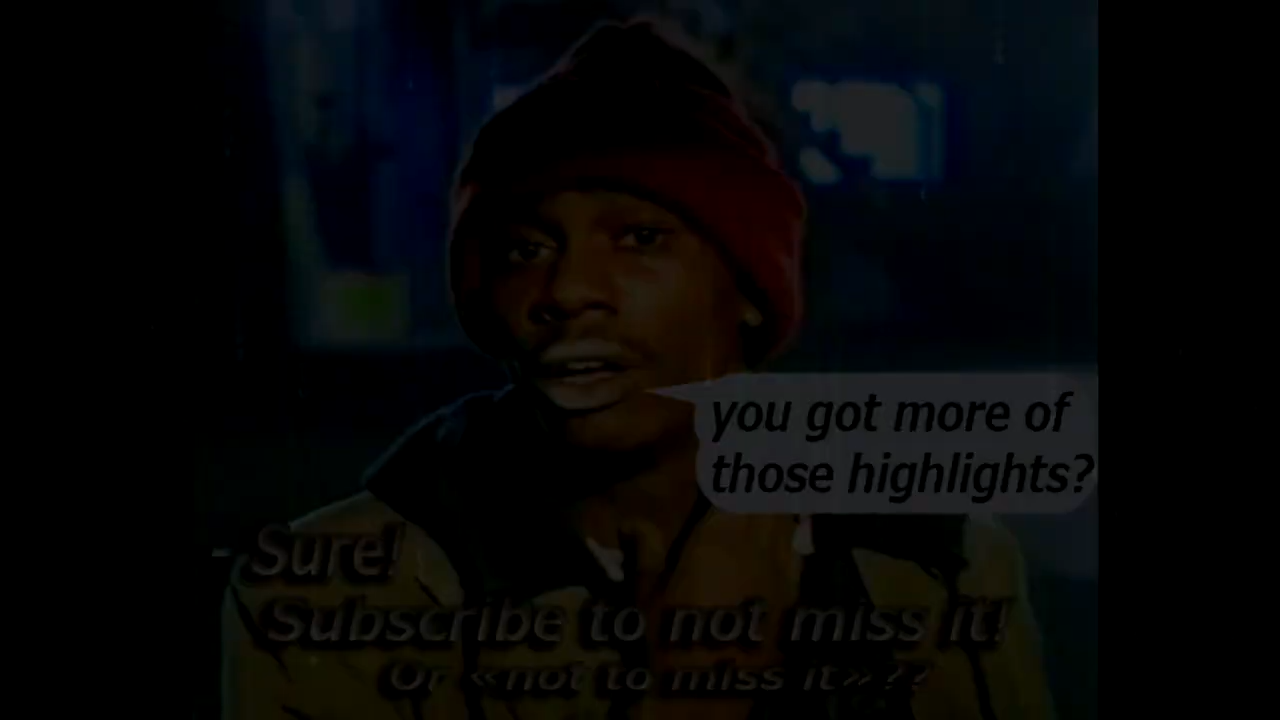 you got more of
those highlights?
- Sure!
Subscribe to not miss it!
Or «not to miss it»??